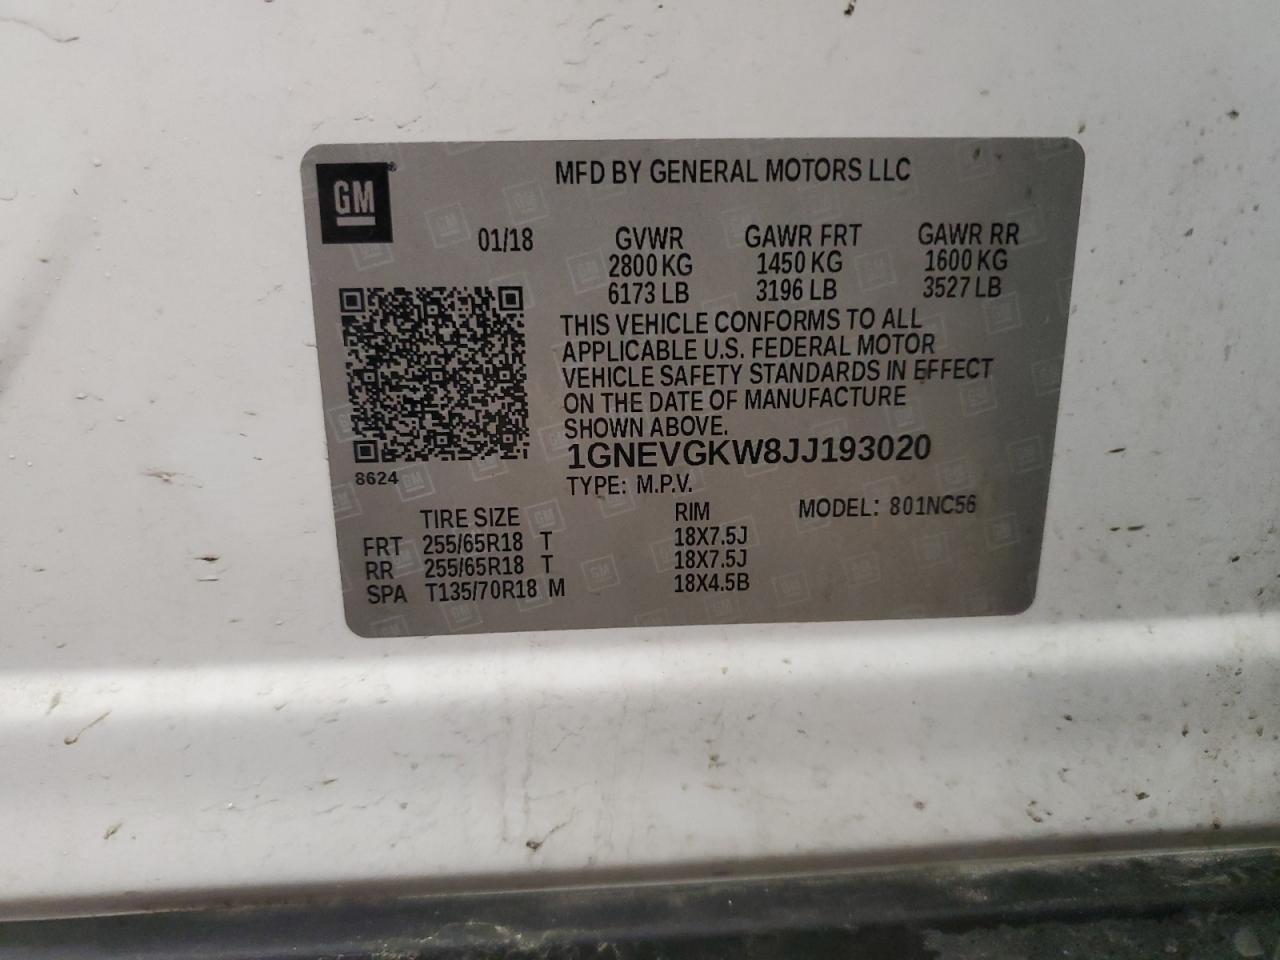 GM
MFD BY GENERAL MOTORS LLC
01/18 GVWR GAWR FRT GAWR RR
2800 KG 1450 KG 1600 KG
6173 LB 3196 LB 3527 LB
THIS VEHICLE CONFORMS TO ALL
APPLICABLE U.S. FEDERAL MOTOR
VEHICLE SAFETY STANDARDS IN EFFECT
ON THE DATE OF MANUFACTURE
SHOWN ABOVE.
1GNEVGKW8JJ193020
8624
TYPE: M.P.V.
TIRE SIZE RIM MODEL: 801NC56
FRT 255/65R18 T 18X7.5J
RR 255/65R18 T 18X7.5J
SPA T135/70R18 M 18X4.5B